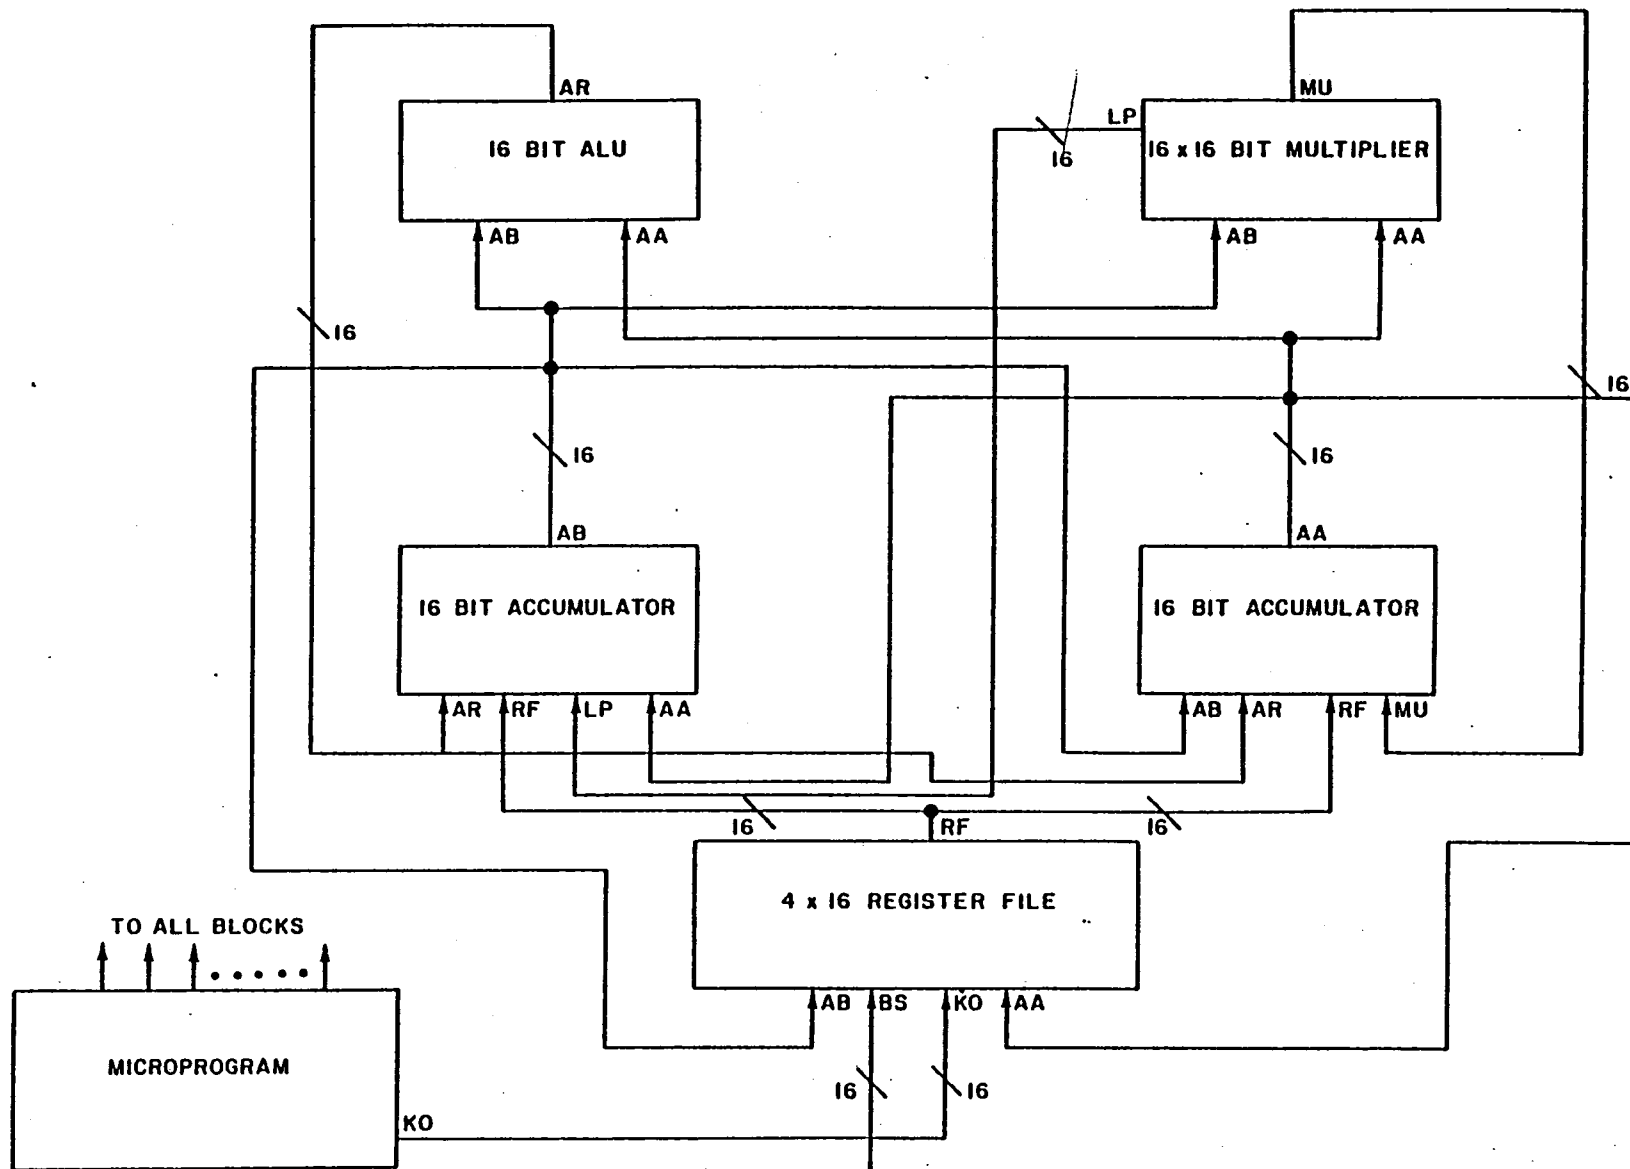 AR
MU
LP
16 BIT ALU
16 x 16 BIT MULTIPLIER
16
AB
AA
AB
AA
16
16
16
16
AB
AA
16 BIT ACCUMULATOR
16 BIT ACCUMULATOR
AR
RF
LP
AA
AB
AR
RF
MU
16
RF
16
4 x 16 REGISTER FILE
TO ALL BLOCKS
AB
BS
KO
AA
MICROPROGRAM
16
16
KO